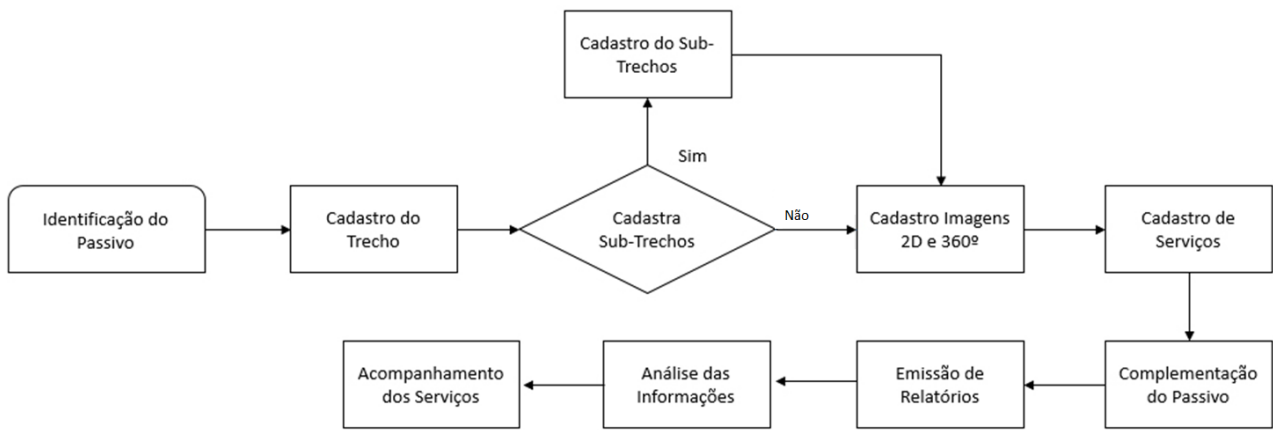 Identificação do
Passivo
Cadastro do
Trecho
Cadastra
Sub-Trechos
Sim
Cadastro do Sub-
Trechos
Não
Cadastro Imagens
2D e 360º
Cadastro de
Serviços
Complementação
do Passivo
Emissão de
Relatórios
Análise das
Informações
Acompanhamento
dos Serviços